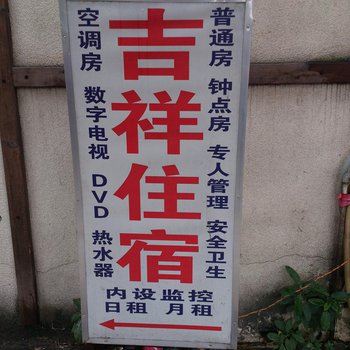 吉祥住宿
普通房 钟点房 专人管理 安全卫生
空调房 数字电视 DVD 热水器
内设监控
日租月租